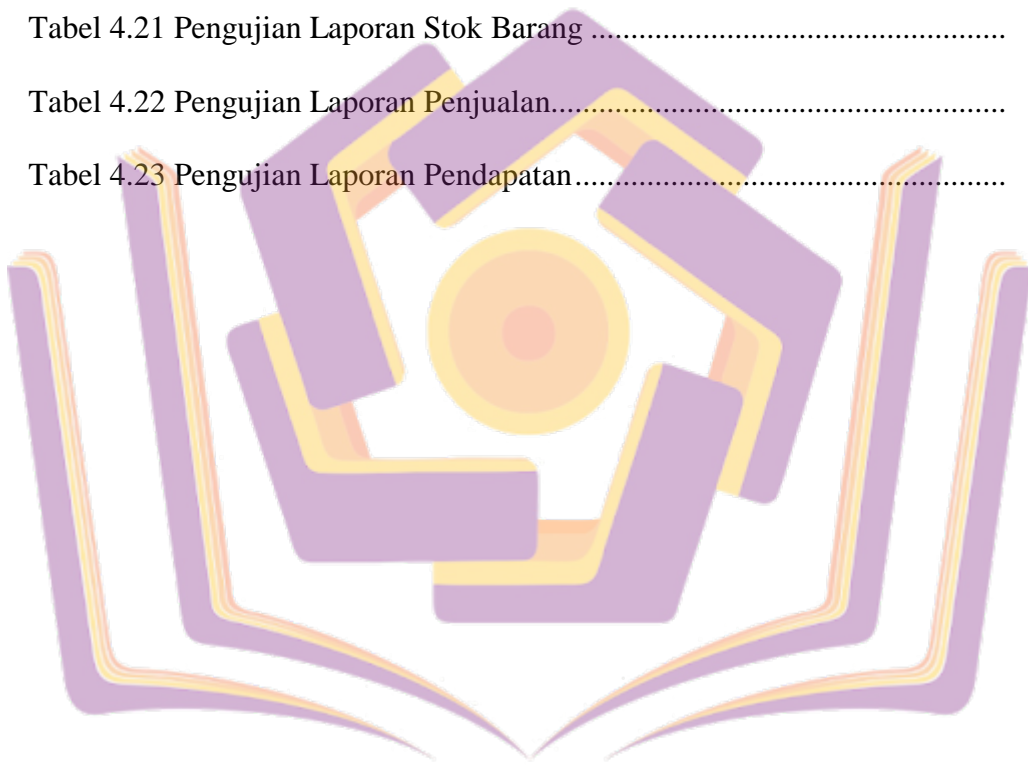 Tabel 4.21 Pengujian Laporan Stok Barang .....................................................
Tabel 4.22 Pengujian Laporan Penjualan..........................................................
Tabel 4.23 Pengujian Laporan Pendapatan.......................................................